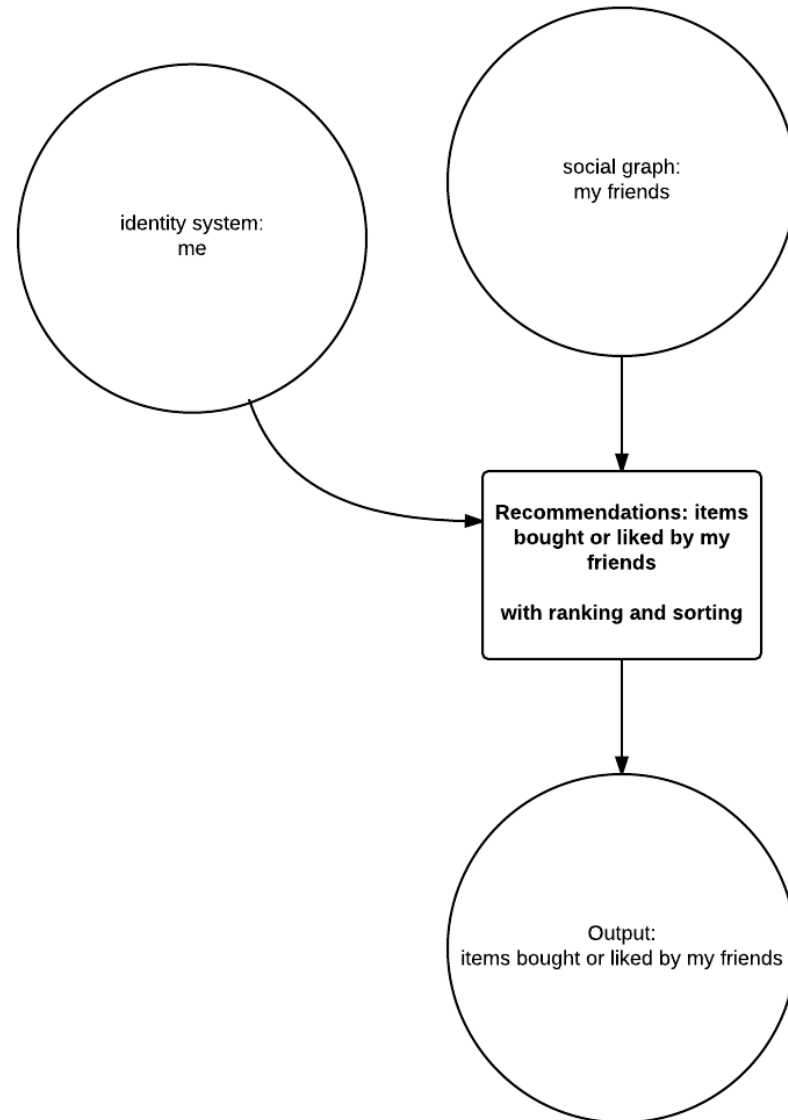 social graph:
my friends
identity system:
me
Recommendations: items
bought or liked by my
friends
with ranking and sorting
Output:
items bought or liked by my friends